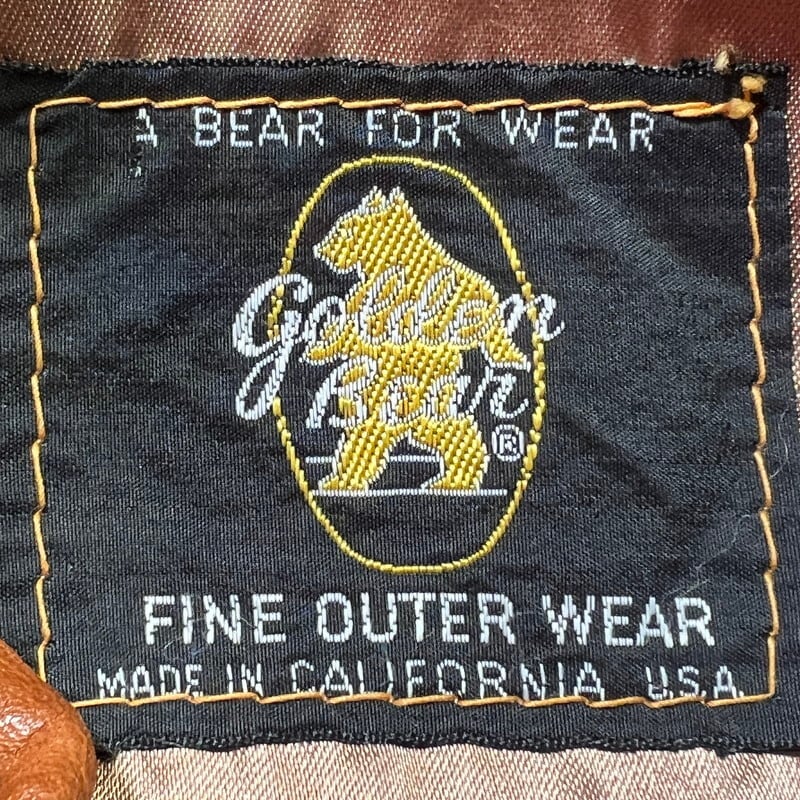 A BEAR FOR WEAR
Golden
Bear®
FINE OUTER WEAR
MADE IN CALIFORNIA U.S.A.